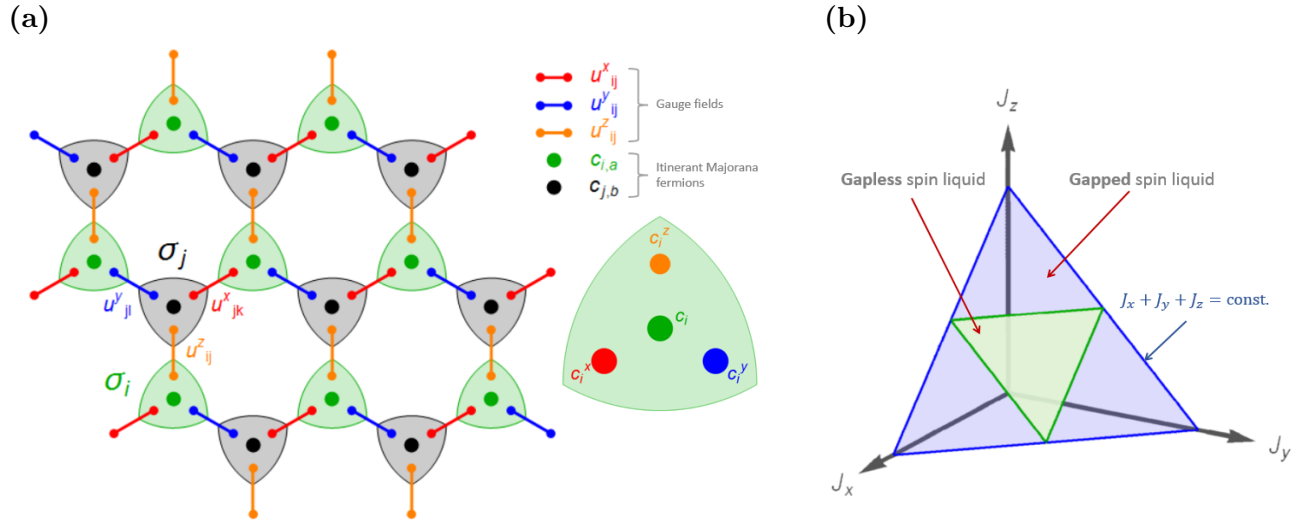 (a)
(b)
u^x_ij
u^y_ij
u^z_ij
Gauge fields
c_i,a
c_j,b
Itinerant Majorana
fermions
σ_j
u^y_jl
u^x_jk
u^z_ij
σ_i
c_i^z
c_i
c_i^x
c_i^y
J_z
Gapless spin liquid
Gapped spin liquid
J_x + J_y + J_z = const.
J_y
J_x